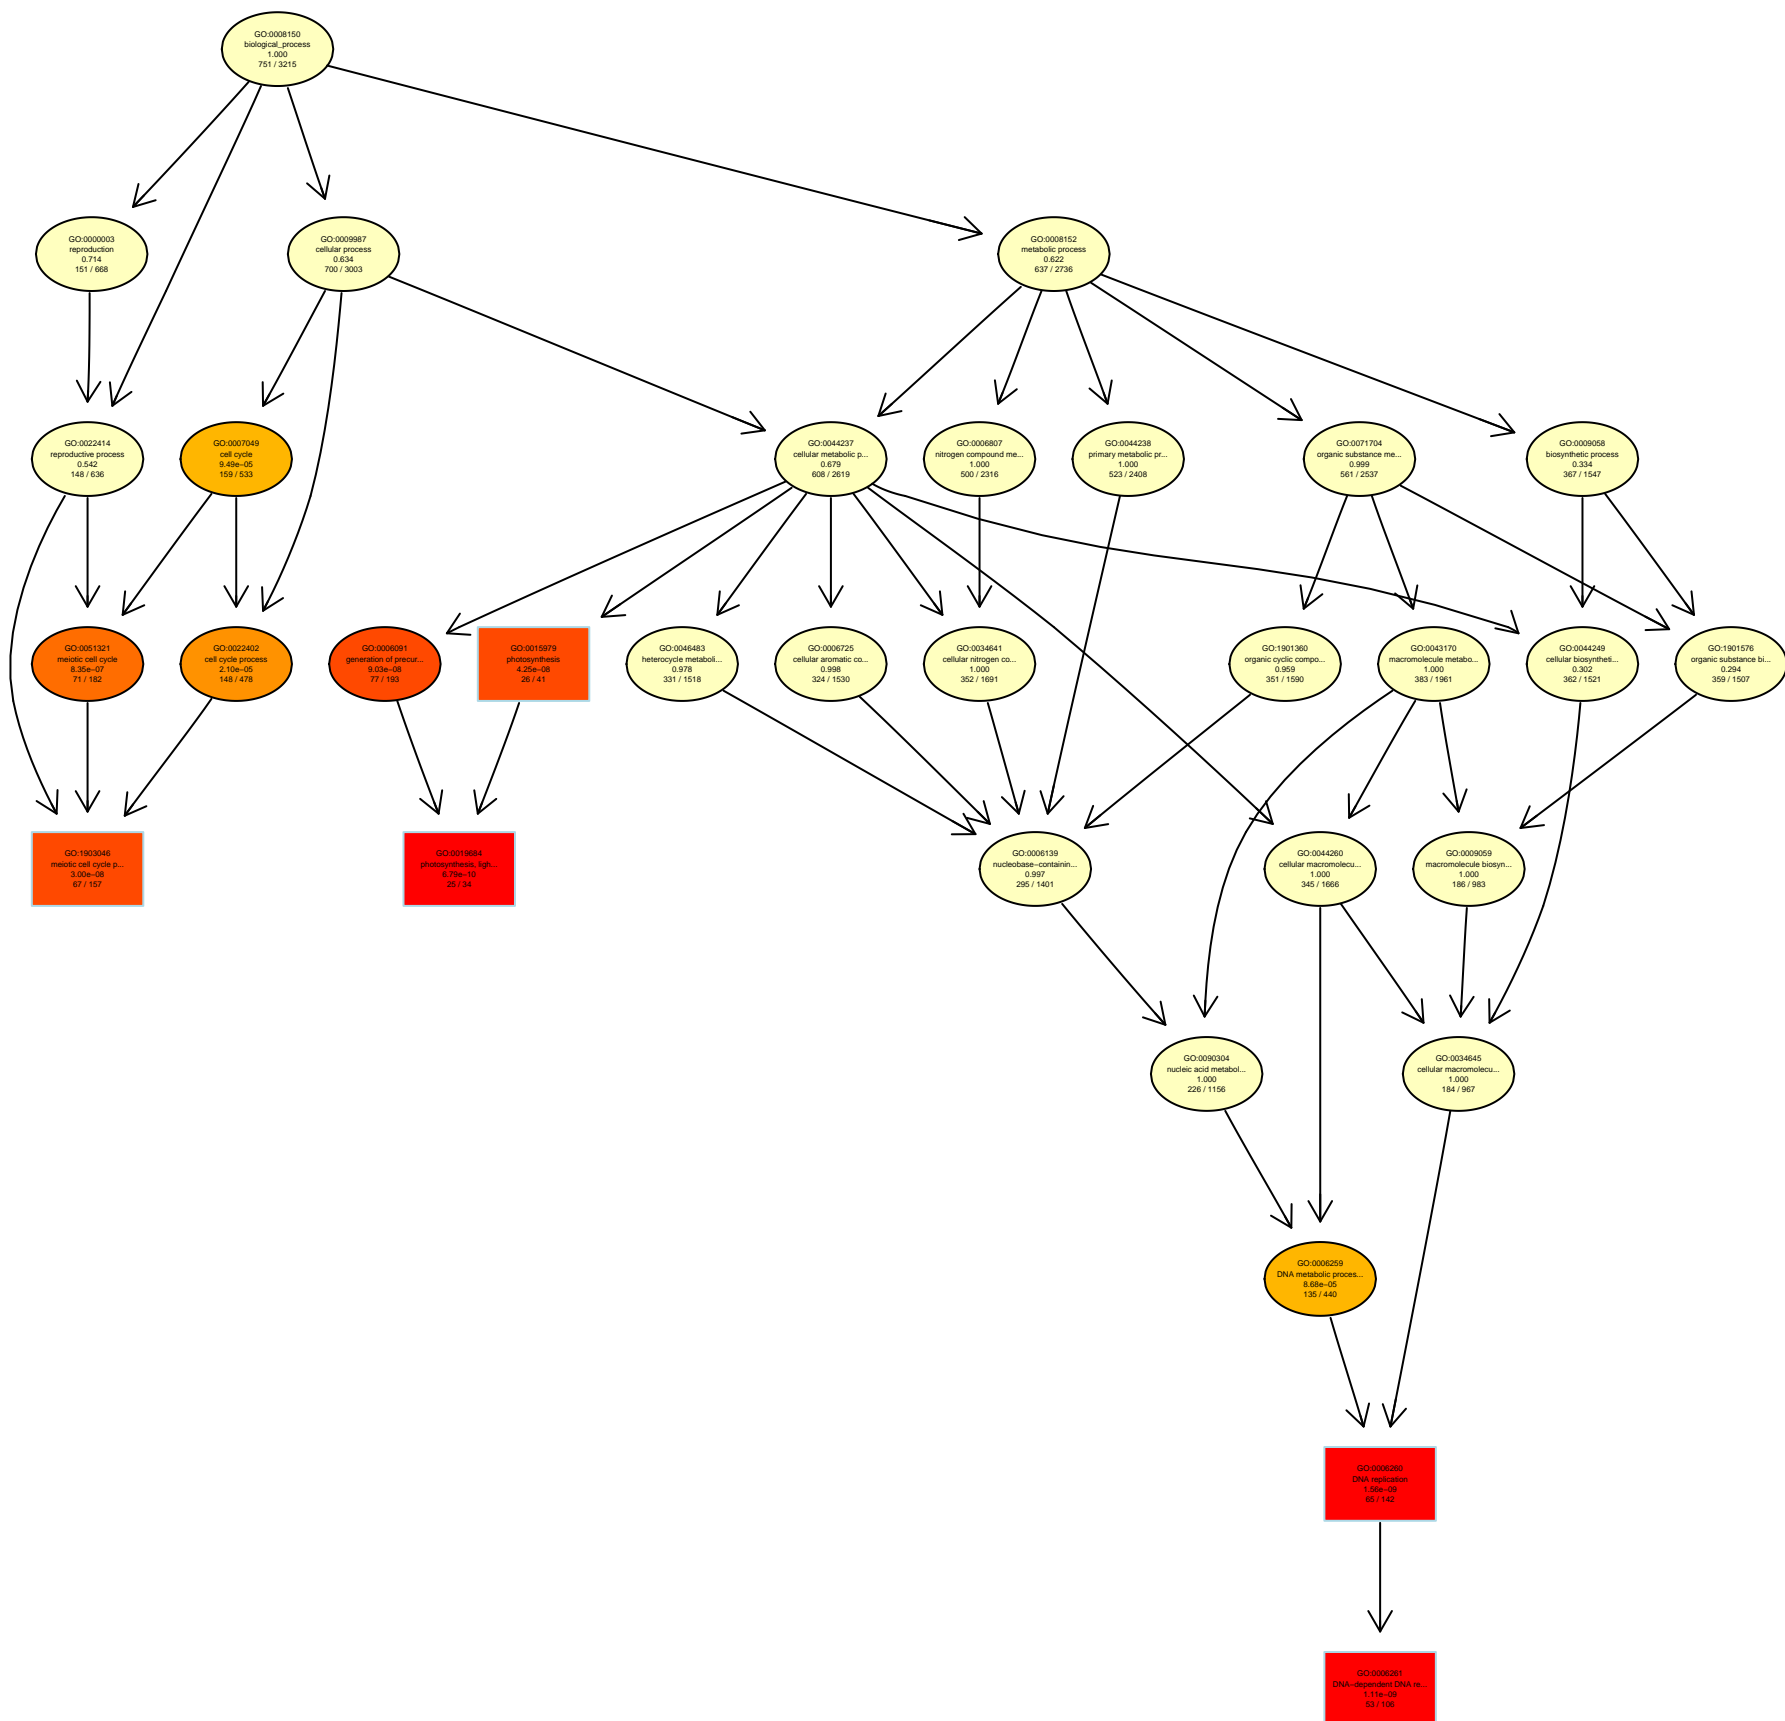 GO:0008150
biological_process
1.000
751 / 3215
GO:0000003
reproduction
0.714
151 / 668
GO:0009987
cellular process
0.634
700 / 3003
GO:0008152
metabolic process
0.622
637 / 2736
GO:0022414
reproductive process
0.542
148 / 636
GO:0007049
cell cycle
9.49e−05
159 / 533
GO:0044237
cellular metabolic p...
0.679
608 / 2619
GO:0006807
nitrogen compound me...
1.000
500 / 2316
GO:0044238
primary metabolic pr...
1.000
523 / 2408
GO:0071704
organic substance me...
0.999
561 / 2537
GO:0009058
biosynthetic process
0.334
367 / 1547
GO:0051321
meiotic cell cycle
8.35e−07
71 / 182
GO:0022402
cell cycle process
2.10e−05
148 / 478
GO:0006091
generation of precur...
9.03e−08
77 / 193
GO:0015979
photosynthesis
4.25e−08
26 / 41
GO:0046483
heterocycle metaboli...
0.978
331 / 1518
GO:0006725
cellular aromatic co...
0.998
324 / 1530
GO:0034641
cellular nitrogen co...
1.000
352 / 1691
GO:1901360
organic cyclic compo...
0.959
351 / 1590
GO:0043170
macromolecule metabo...
1.000
383 / 1961
GO:0044249
cellular biosyntheti...
0.302
362 / 1521
GO:1901576
organic substance bi...
0.294
359 / 1507
GO:1903046
meiotic cell cycle p...
3.00e−08
67 / 157
GO:0019684
photosynthesis, ligh...
6.79e−10
25 / 34
GO:0006139
nucleobase−containin...
0.997
295 / 1401
GO:0044260
cellular macromolecu...
1.000
345 / 1666
GO:0009059
macromolecule biosyn...
1.000
186 / 983
GO:0090304
nucleic acid metabol...
1.000
226 / 1156
GO:0034645
cellular macromolecu...
1.000
184 / 967
GO:0006259
DNA metabolic proces...
8.68e−05
135 / 440
GO:0006260
DNA replication
1.56e−09
65 / 142
GO:0006261
DNA−dependent DNA re...
1.11e−09
53 / 106